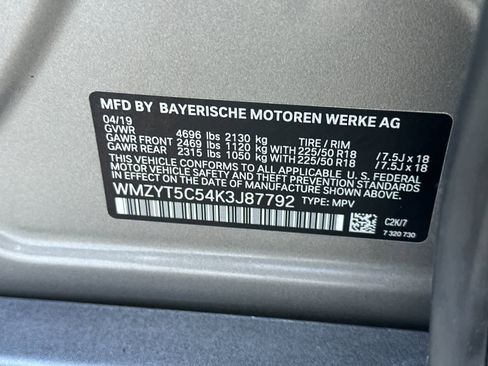 MFD BY BAYERISCHE MOTOREN WERKE AG
04/19
GVWR 4696 lbs 2130 kg TIRE / RIM
GAWR FRONT 2469 lbs 1120 kg WITH 225/50 R18 / 7.5J x 18
GAWR REAR 2315 lbs 1050 kg WITH 225/50 R18 / 7.5J x 18
THIS VEHICLE CONFORMS TO ALL APPLICABLE U.S. FEDERAL
MOTOR VEHICLE SAFETY AND THEFT PREVENTION STANDARDS
IN EFFECT ON THE DATE OF MANUFACTURE SHOWN ABOVE.
WMZYT5C54K3J87792 TYPE: MPV
C2K/7
7 320 730